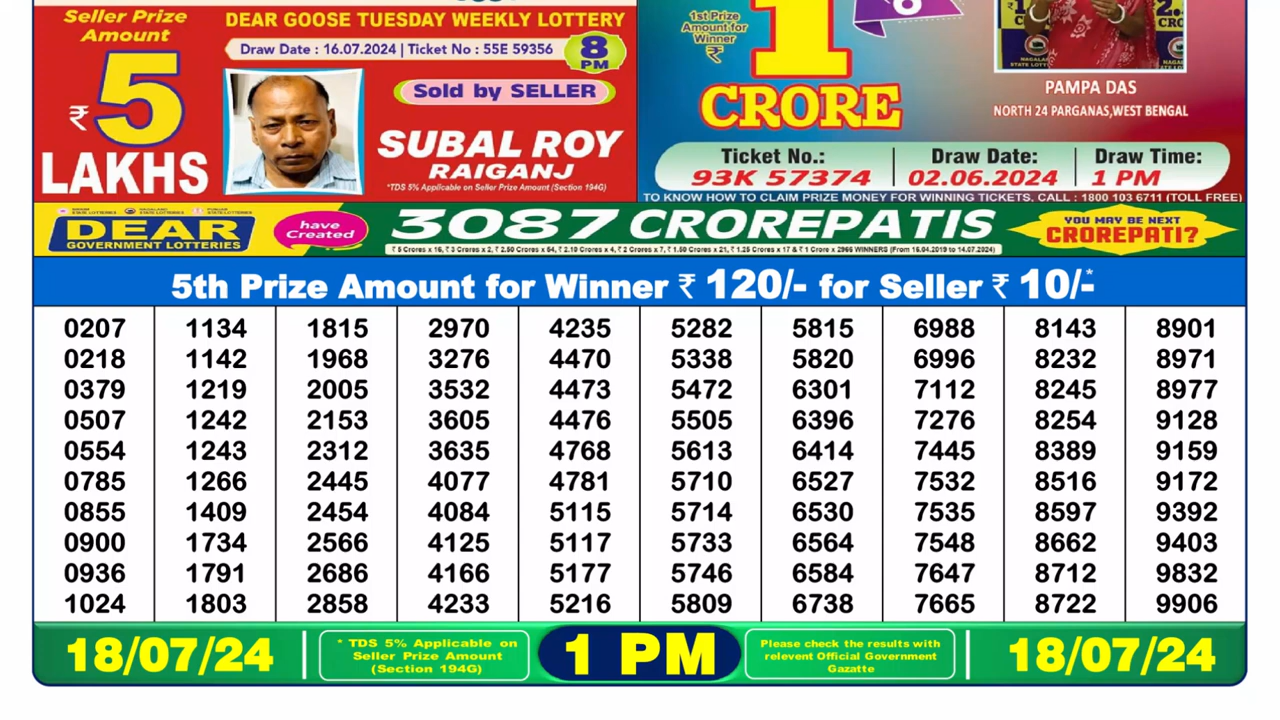 Seller Prize
Amount
₹ 5
LAKHS
DEAR GOOSE TUESDAY WEEKLY LOTTERY
Draw Date : 16.07.2024 | Ticket No : 55E 59356
8
PM
Sold by SELLER
SUBAL ROY
RAIGANJ
*TDS 5% Applicable on Seller Prize Amount (Section 194G)
1st Prize
Amount for
Winner
₹
1
CRORE
PAMPA DAS
NORTH 24 PARGANAS,WEST BENGAL
Ticket No.: Draw Date: Draw Time:
93K 57374 02.06.2024 1 PM
TO KNOW HOW TO CLAIM PRIZE MONEY FOR WINNING TICKETS, CALL : 1800 103 6711 (TOLL FREE)
DEAR
GOVERNMENT LOTTERIES
have
Created
3087 CROREPATIS
YOU MAY BE NEXT
CROREPATI?
5th Prize Amount for Winner ₹ 120/- for Seller ₹ 10/-*
0207 1134 1815 2970 4235 5282 5815 6988 8143 8901
0218 1142 1968 3276 4470 5338 5820 6996 8232 8971
0379 1219 2005 3532 4473 5472 6301 7112 8245 8977
0507 1242 2153 3605 4476 5505 6396 7276 8254 9128
0554 1243 2312 3635 4768 5613 6414 7445 8389 9159
0785 1266 2445 4077 4781 5710 6527 7532 8516 9172
0855 1409 2454 4084 5115 5714 6530 7535 8597 9392
0900 1734 2566 4125 5117 5733 6564 7548 8662 9403
0936 1791 2686 4166 5177 5746 6584 7647 8712 9832
1024 1803 2858 4233 5216 5809 6738 7665 8722 9906
18/07/24
* TDS 5% Applicable on
Seller Prize Amount
(Section 194G)
1 PM
Please check the results with
relevent Official Government
Gazatte
18/07/24